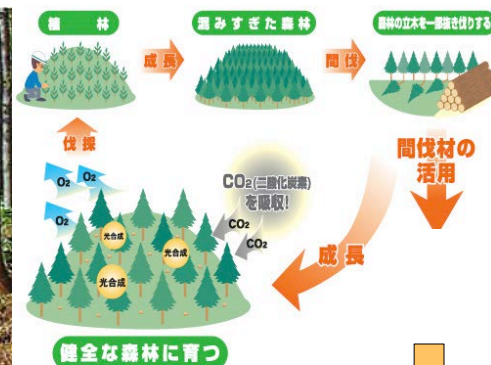 植林
成長
混みすぎた森林
間伐
森林の立木を一部抜き伐りする
伐採
間伐材の
活用
O₂
O₂
O₂
CO₂(二酸化炭素)
を吸収!
CO₂
CO₂
光合成
光合成
光合成
成長
健全な森林に育つ